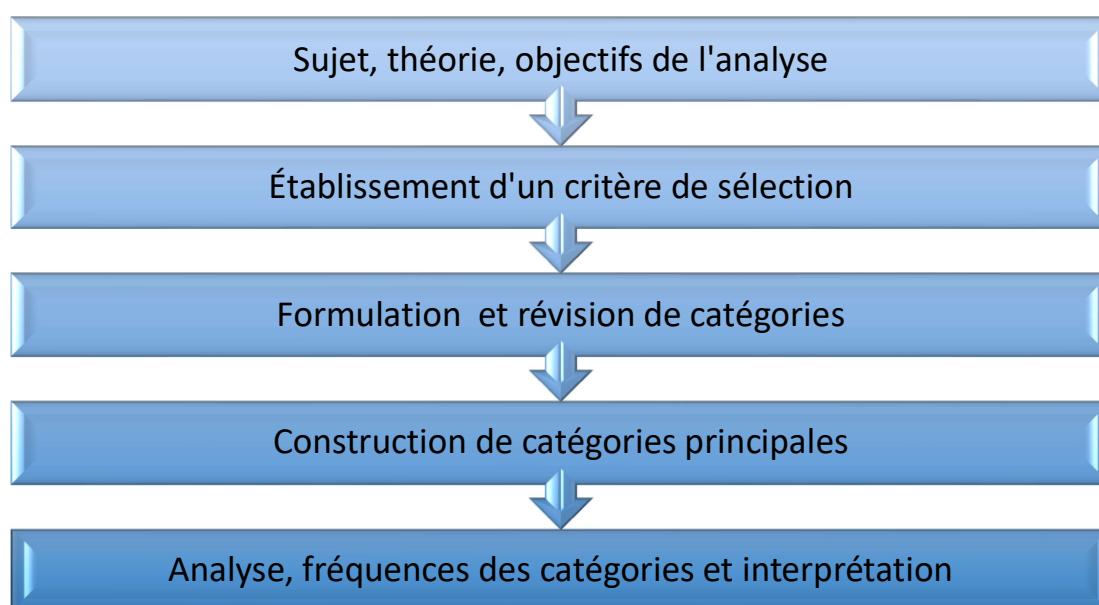 Sujet, théorie, objectifs de l'analyse
Établissement d'un critère de sélection
Formulation  et révision de catégories
Construction de catégories principales
Analyse, fréquences des catégories et interprétation